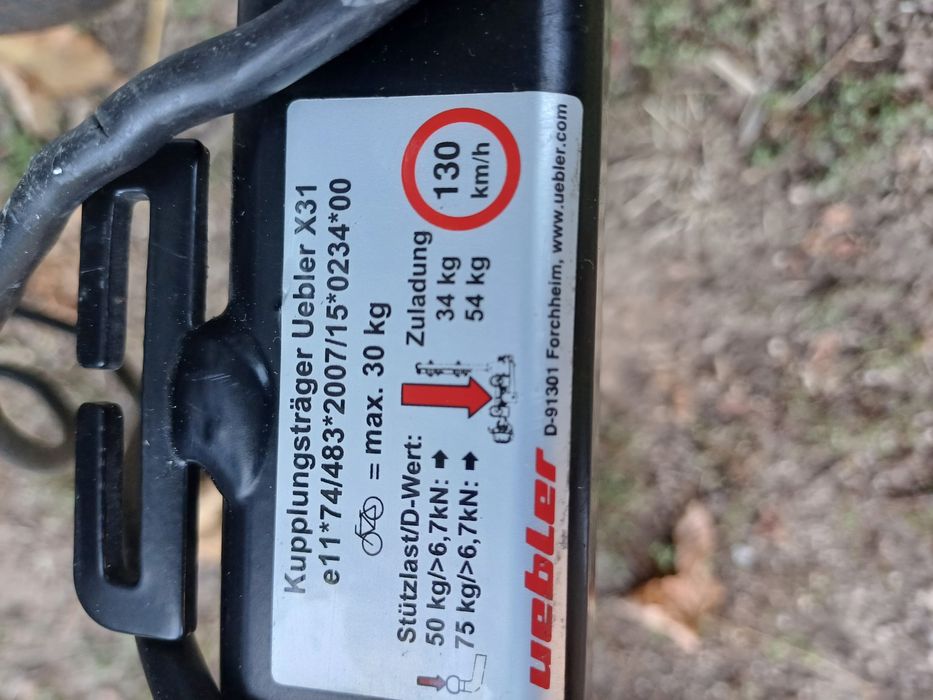 Kupplungsträger Uebler X31
e11*74/483*2007/15*0234*00
= max. 30 kg
Stützlast/D-Wert: Zuladung
50 kg/>6,7kN: ➡ 34 kg
75 kg/>6,7kN: ➡ 54 kg
130
km/h
uebler D-91301 Forchheim, www.uebler.com